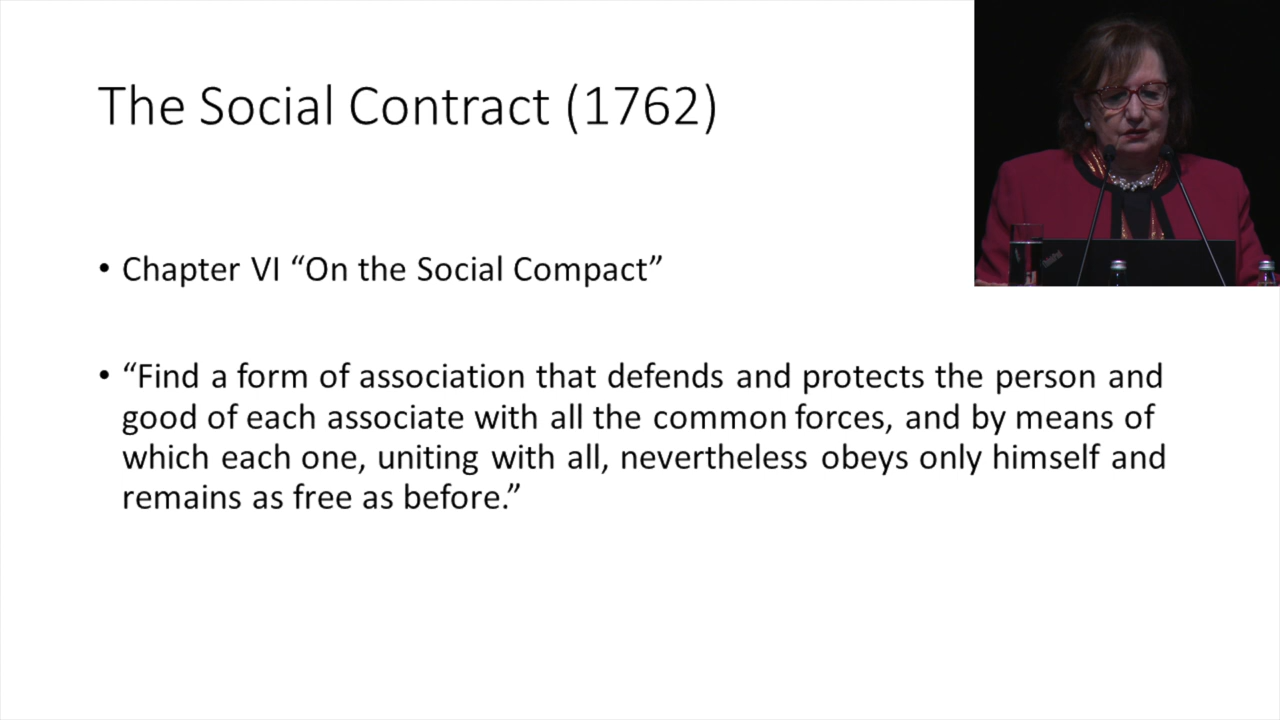 The Social Contract (1762)
• Chapter VI “On the Social Compact”
• “Find a form of association that defends and protects the person and
good of each associate with all the common forces, and by means of
which each one, uniting with all, nevertheless obeys only himself and
remains as free as before.”